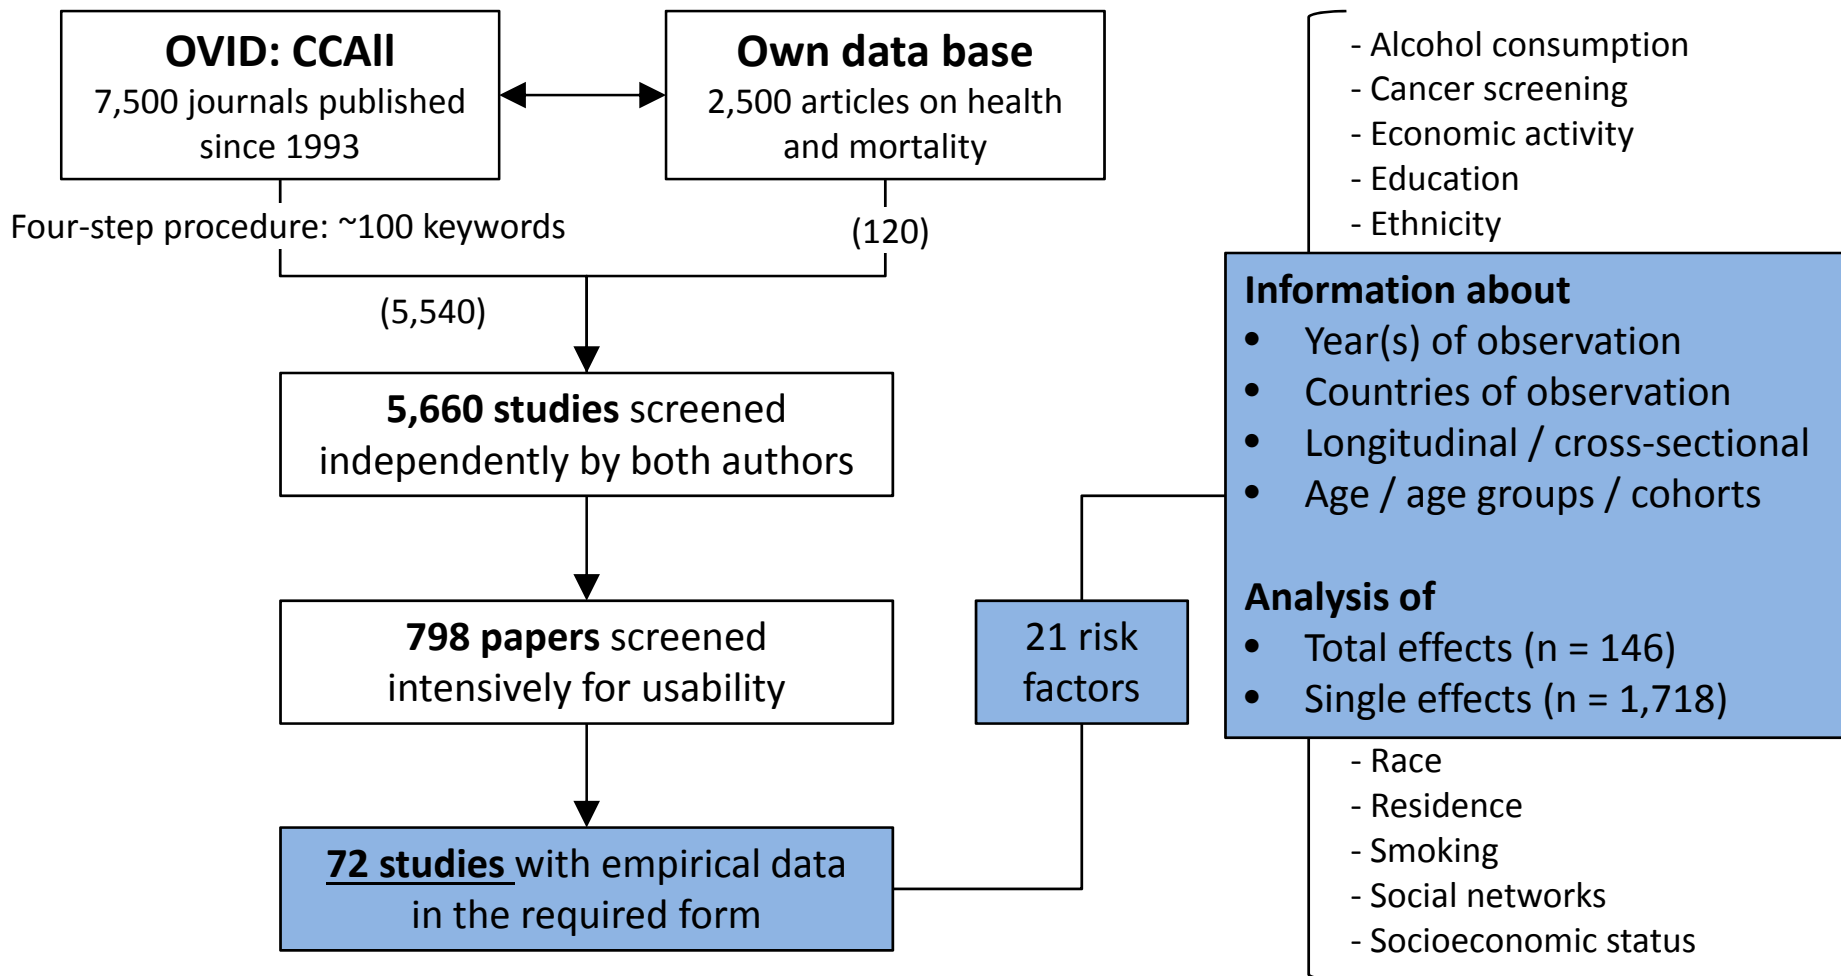 OVID: CCAll
7,500 journals published
since 1993
Own data base
2,500 articles on health
and mortality
Four-step procedure: ~100 keywords
(120)
(5,540)
5,660 studies screened
independently by both authors
798 papers screened
intensively for usability
72 studies with empirical data
in the required form
21 risk
factors
- Alcohol consumption
- Cancer screening
- Economic activity
- Education
- Ethnicity
Information about
• Year(s) of observation
• Countries of observation
• Longitudinal / cross-sectional
• Age / age groups / cohorts
Analysis of
• Total effects (n = 146)
• Single effects (n = 1,718)
- Race
- Residence
- Smoking
- Social networks
- Socioeconomic status